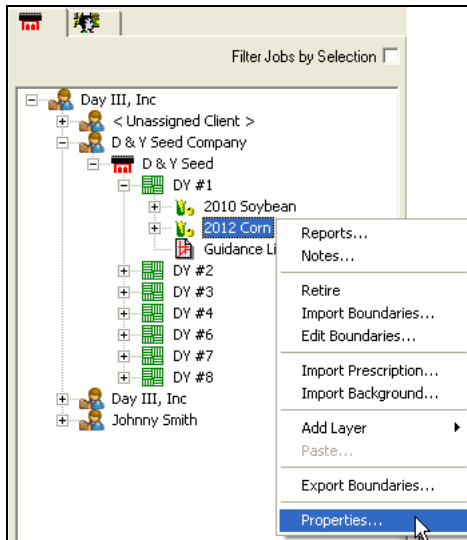 Filter Jobs by Selection
Day III, Inc
< Unassigned Client >
D & Y Seed Company
D & Y Seed
DY #1
2010 Soybean
2012 Corn
Guidance Li
DY #2
DY #3
DY #4
DY #6
DY #7
DY #8
Day III, Inc
Johnny Smith
Reports...
Notes...
Retire
Import Boundaries...
Edit Boundaries...
Import Prescription...
Import Background...
Add Layer
Paste...
Export Boundaries...
Properties...